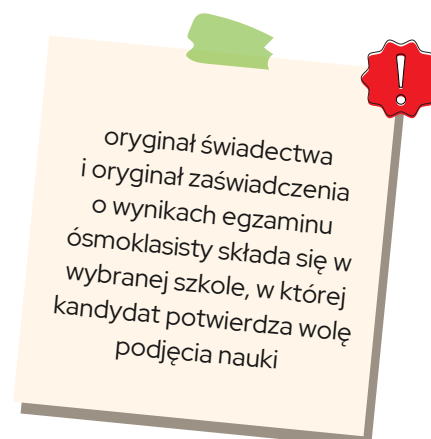 oryginał świadectwa
i oryginał zaświadczenia
o wynikach egzaminu
ósmoklasisty składa się w
wybranej szkole, w której
kandydat potwierdza wolę
podjęcia nauki
!